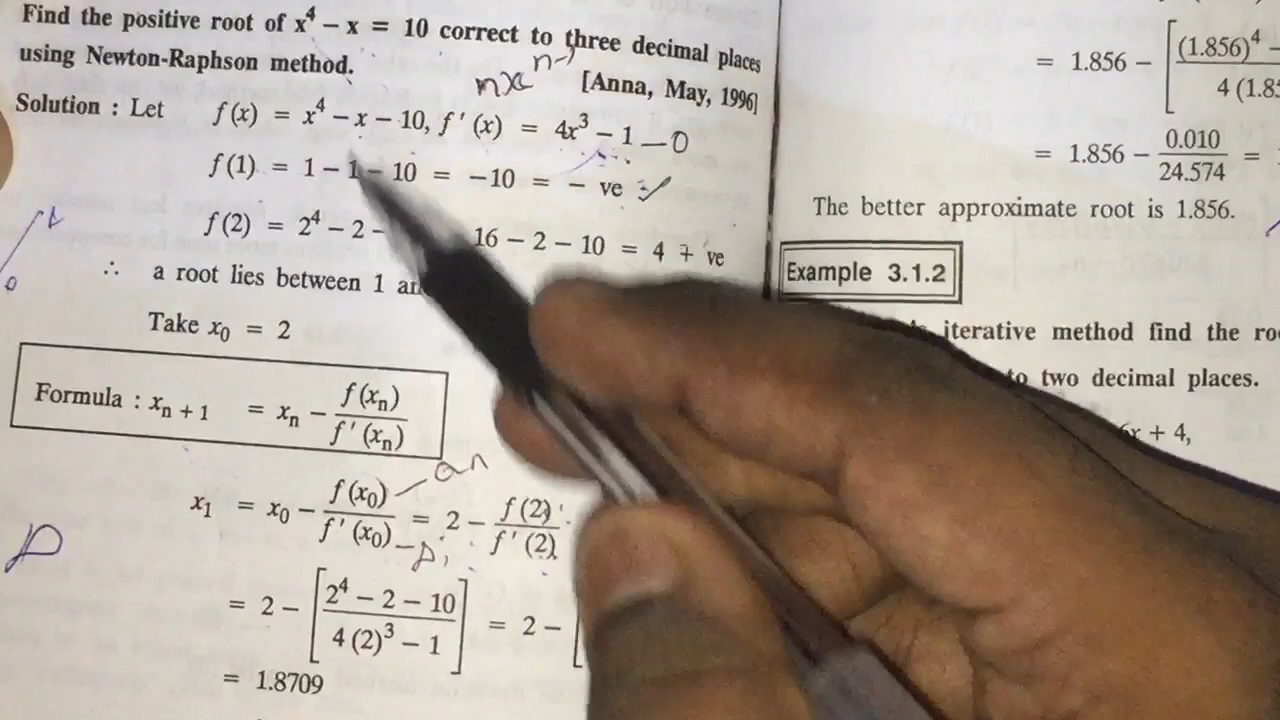 Find the positive root of x⁴ − x = 10 correct to three decimal places
using Newton-Raphson method.
nx n-1
[Anna, May, 1996]
Solution : Let f(x) = x⁴ − x − 10, f'(x) = 4x³ − 1 − 0
f(1) = 1 − 1 − 10 = −10 = − ve
f(2) = 2⁴ − 2 − 16 − 2 − 10 = 4 + ve
∴ a root lies between 1
Take x₀ = 2
Formula : xₙ₊₁ = xₙ − f(xₙ) / f'(xₙ)
x₁ = x₀ − f(x₀) / f'(x₀) = 2 − f(2) / f'(2)
= 2 − [ (2⁴ − 2 − 10) / (4(2)³ − 1) ] = 2 − [
= 1.8709
= 1.856 − [ (1.856)⁴ −
4 (1.8
= 1.856 − 0.010 / 24.574 =
The better approximate root is 1.856.
Example 3.1.2
iterative method find the
to two decimal places.
x + 4,